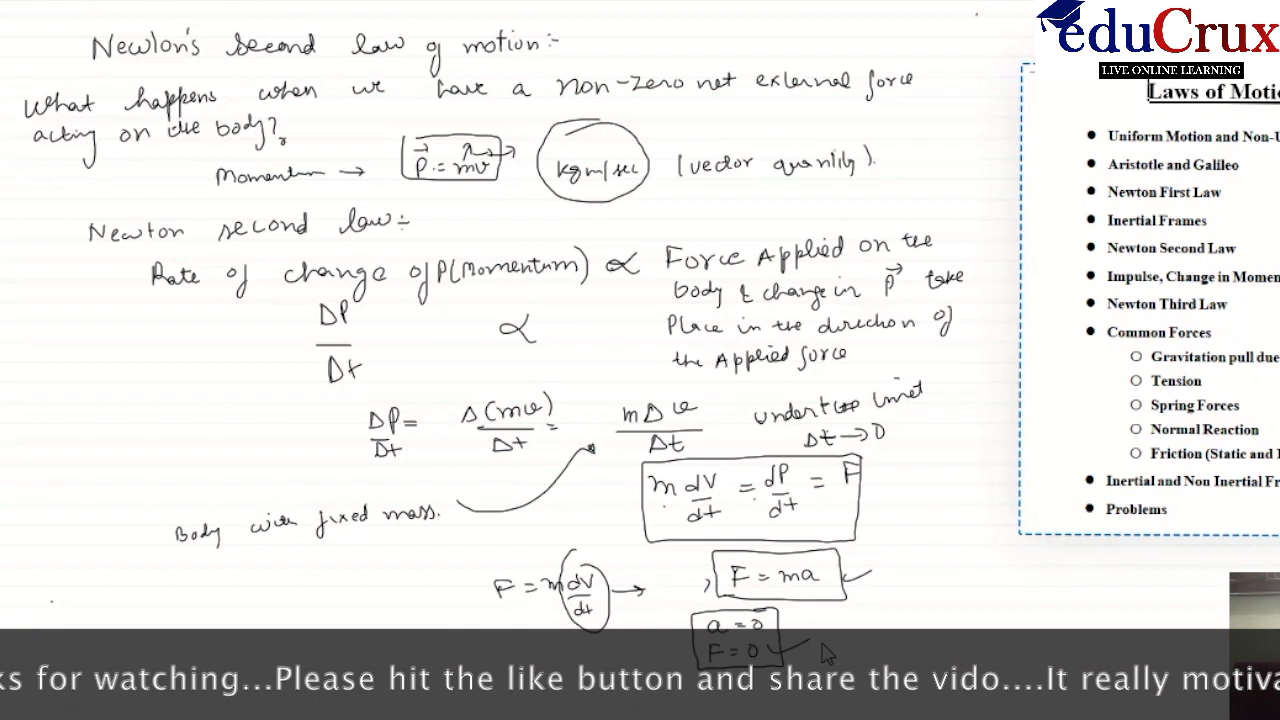 Newton's second law of motion:-
What happens when we have a non-zero net external force
acting on the body?
Momentum → P⃗ = mv kgm/sec (vector quantity).
Newton second law:-
Rate of change of P(Momentum) ∝ Force Applied on the
body & change in P⃗ take
Place in the direction of
the Applied force
ΔP/Δt ∝
ΔP/Δt = Δ(mv)/Δt = mΔv/Δt under limit
Δt → 0
m dV/dt = dP/dt = F
Body with fixed mass.
F = m dV/dt → , F = ma
a = 0
F = 0
eduCrux
LIVE ONLINE LEARNING
Laws of Motio
● Uniform Motion and Non-U
● Aristotle and Galileo
● Newton First Law
● Inertial Frames
● Newton Second Law
● Impulse, Change in Momen
● Newton Third Law
● Common Forces
○ Gravitation pull due
○ Tension
○ Spring Forces
○ Normal Reaction
○ Friction (Static and
● Inertial and Non Inertial Fr
● Problems
ks for watching...Please hit the like button and share the vido....It really motiva